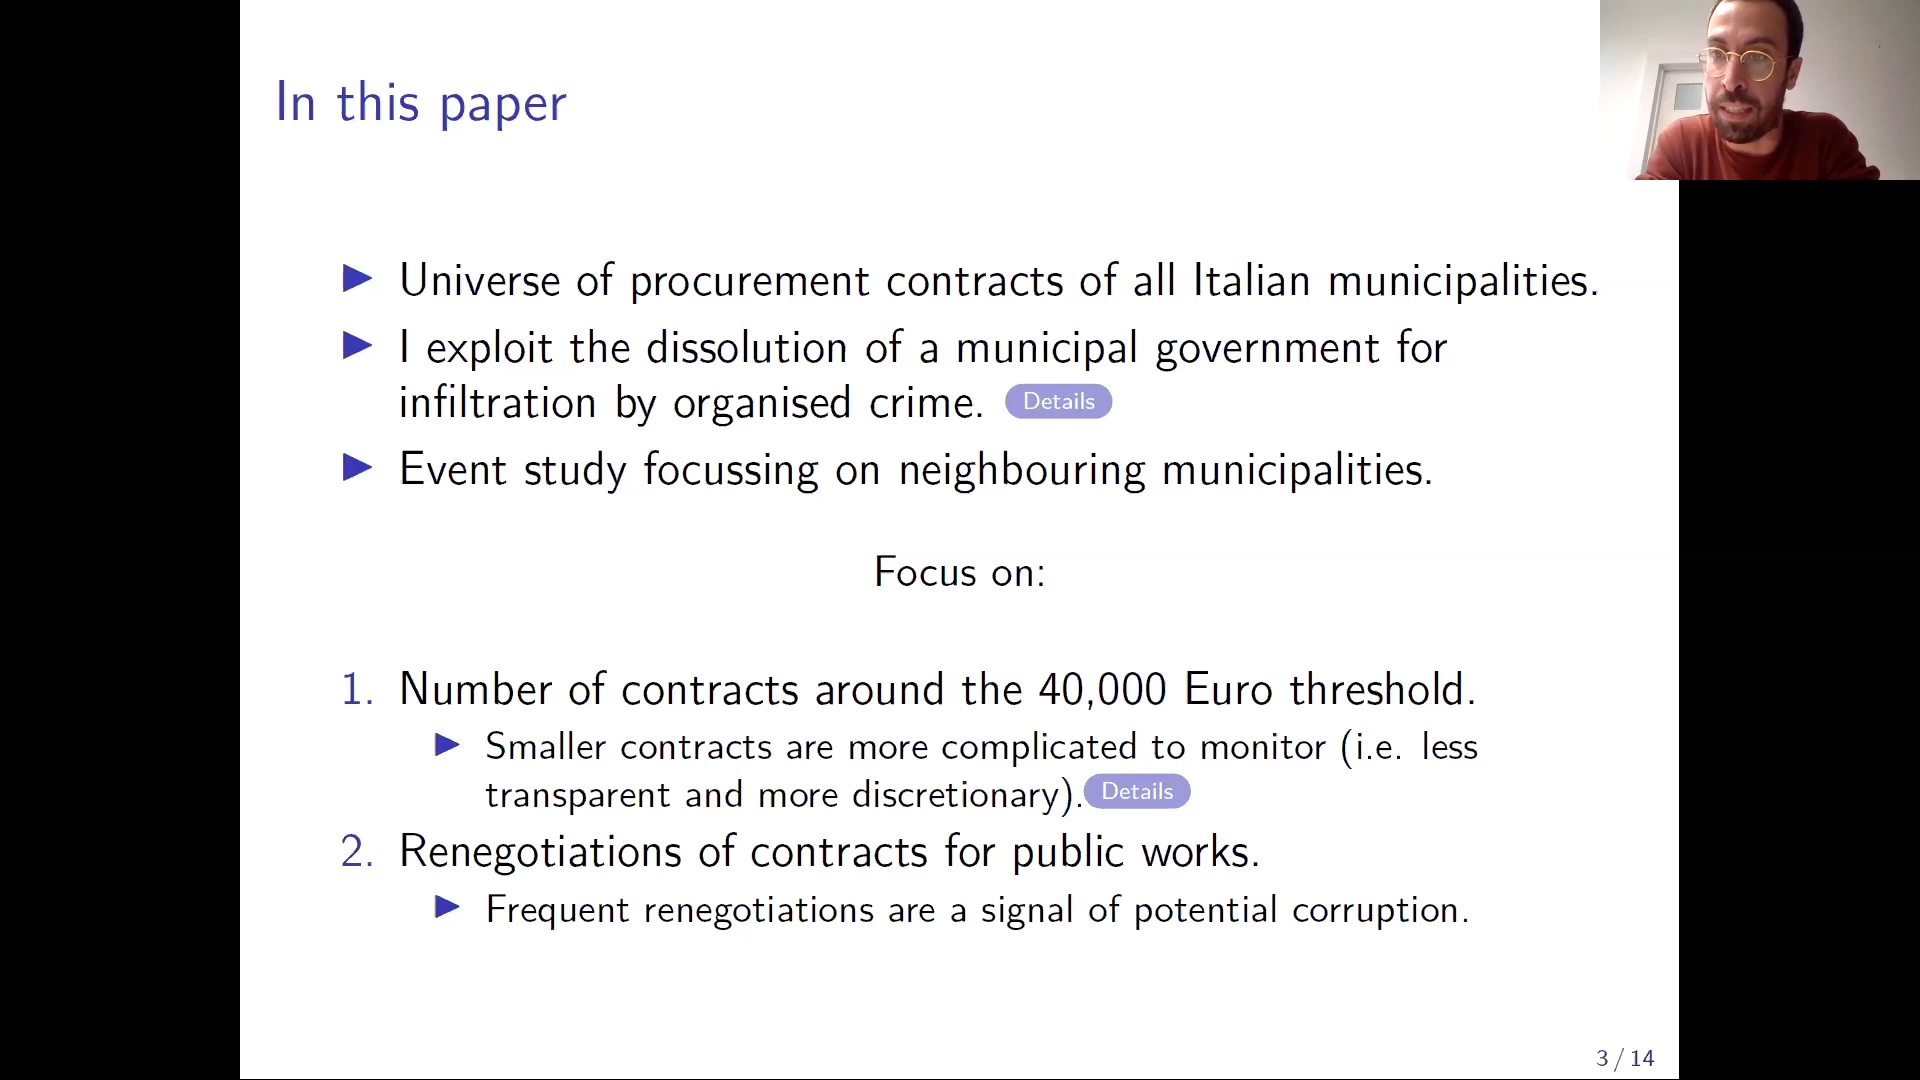 In this paper
▶ Universe of procurement contracts of all Italian municipalities.
▶ I exploit the dissolution of a municipal government for
infiltration by organised crime. Details
▶ Event study focussing on neighbouring municipalities.
Focus on:
1. Number of contracts around the 40,000 Euro threshold.
▶ Smaller contracts are more complicated to monitor (i.e. less
transparent and more discretionary). Details
2. Renegotiations of contracts for public works.
▶ Frequent renegotiations are a signal of potential corruption.
3 / 14